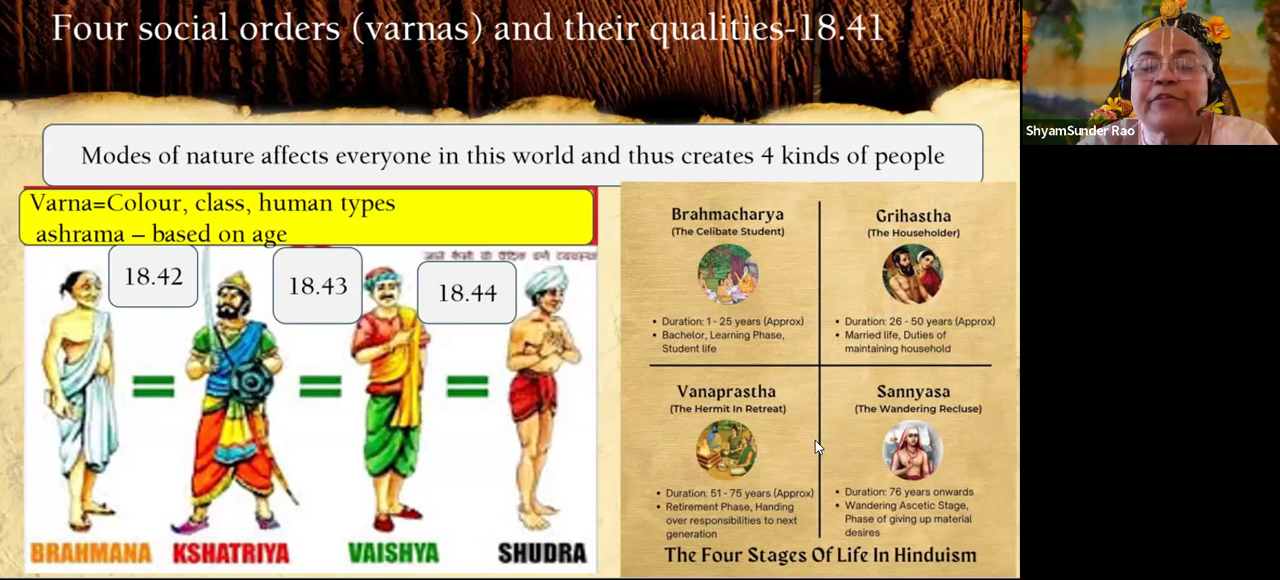 Four social orders (varnas) and their qualities-18.41
ShyamSunder Rao
Modes of nature affects everyone in this world and thus creates 4 kinds of people
Varna=Colour, class, human types
ashrama – based on age
18.42
18.43
18.44
BRAHMANA
KSHATRIYA
VAISHYA
SHUDRA
Brahmacharya
(The Celibate Student)
• Duration: 1 - 25 years (Approx)
• Bachelor, Learning Phase,
Student life
Grihastha
(The Householder)
• Duration: 26 - 50 years (Approx)
• Married life, Duties of
maintaining household
Vanaprastha
(The Hermit In Retreat)
• Duration: 51 - 75 years (Approx)
• Retirement Phase, Handing
over responsibilities to next
generation
Sannyasa
(The Wandering Recluse)
• Duration: 76 years onwards
• Wandering Ascetic Stage,
Phase of giving up material
desires
The Four Stages Of Life In Hinduism